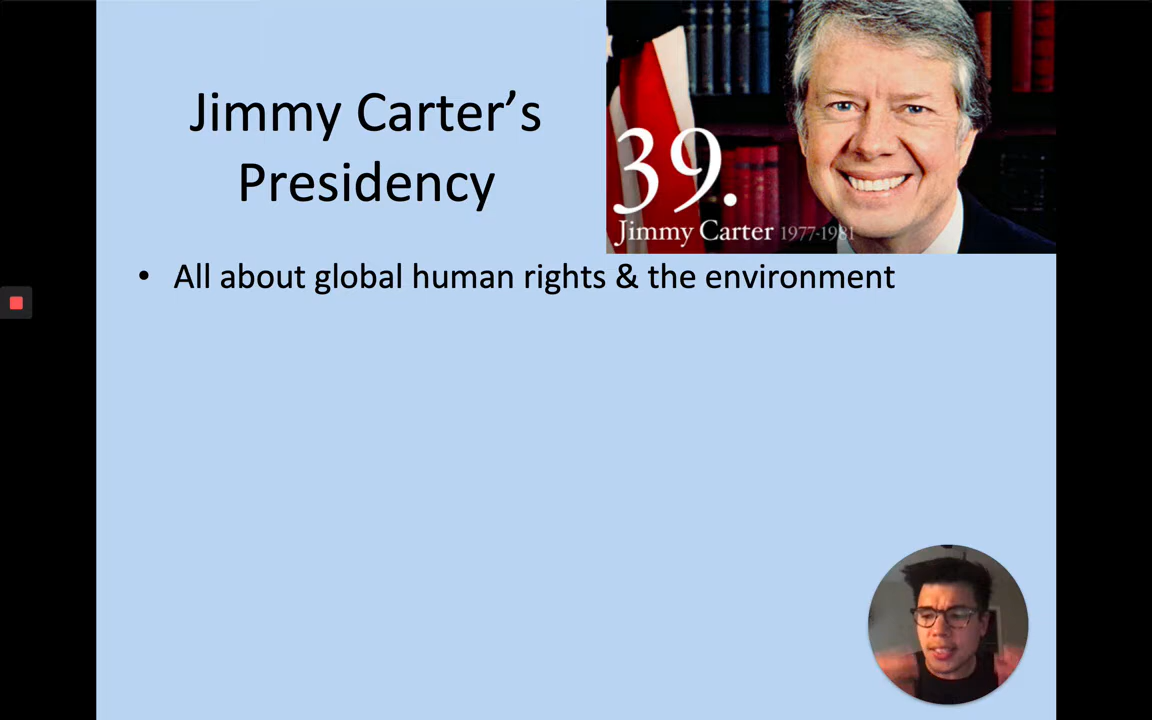 Jimmy Carter’s
Presidency
39.
Jimmy Carter 1977-1981
• All about global human rights & the environment